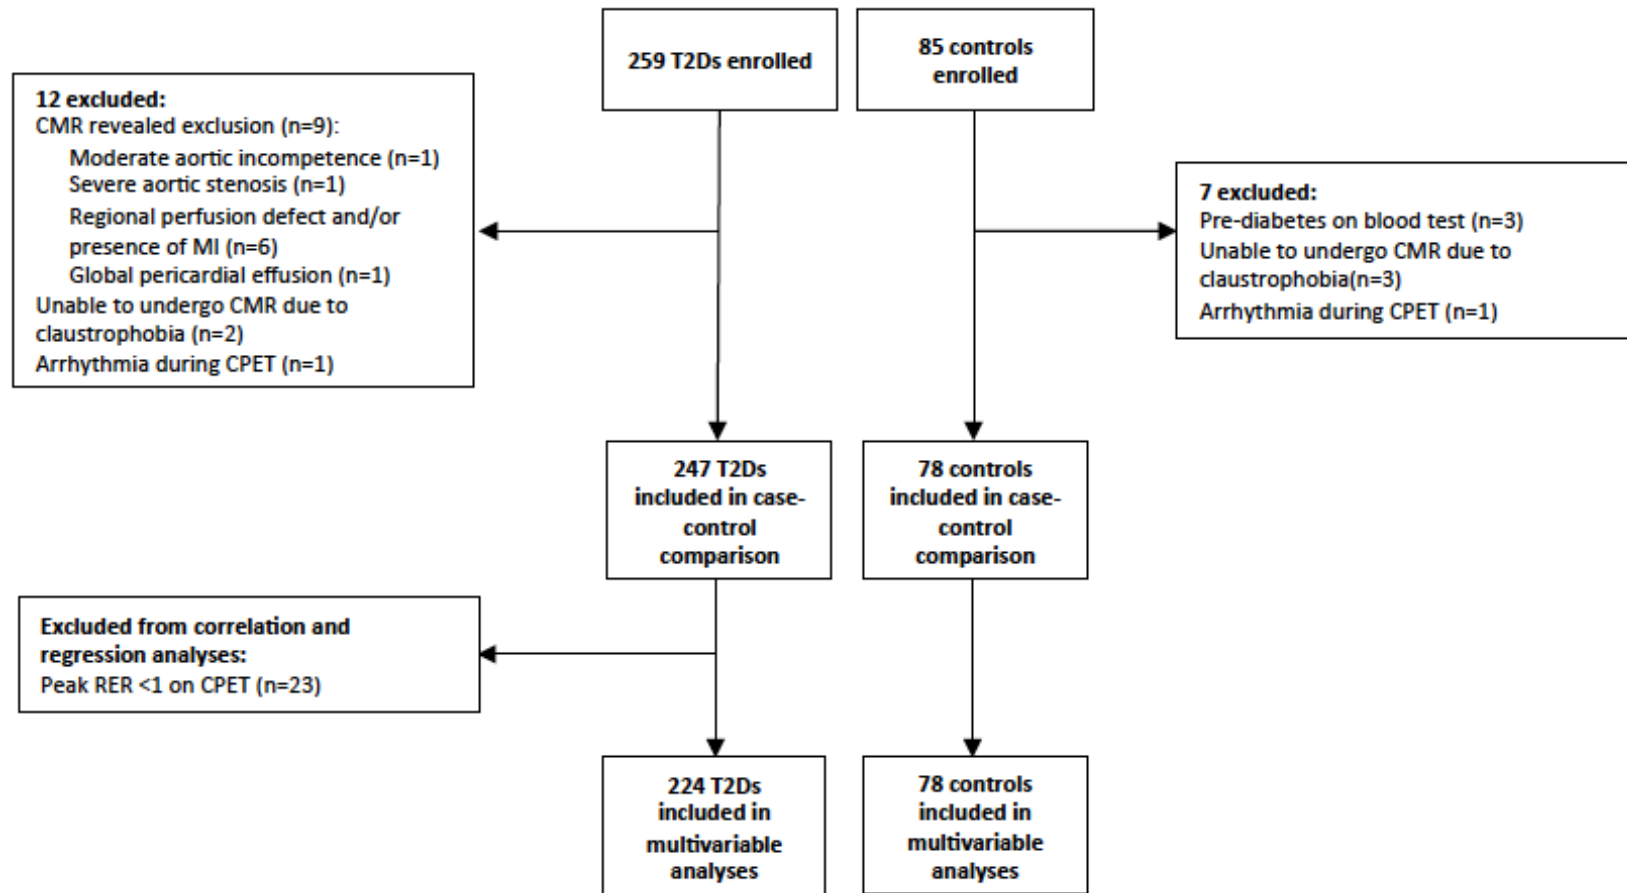 259 T2Ds enrolled
85 controls
enrolled
12 excluded:
CMR revealed exclusion (n=9):
Moderate aortic incompetence (n=1)
Severe aortic stenosis (n=1)
Regional perfusion defect and/or
presence of MI (n=6)
Global pericardial effusion (n=1)
Unable to undergo CMR due to
claustrophobia (n=2)
Arrhythmia during CPET (n=1)
7 excluded:
Pre-diabetes on blood test (n=3)
Unable to undergo CMR due to
claustrophobia(n=3)
Arrhythmia during CPET (n=1)
247 T2Ds
included in case-
control
comparison
78 controls
included in case-
control
comparison
Excluded from correlation and
regression analyses:
Peak RER <1 on CPET (n=23)
224 T2Ds
included in
multivariable
analyses
78 controls
included in
multivariable
analyses